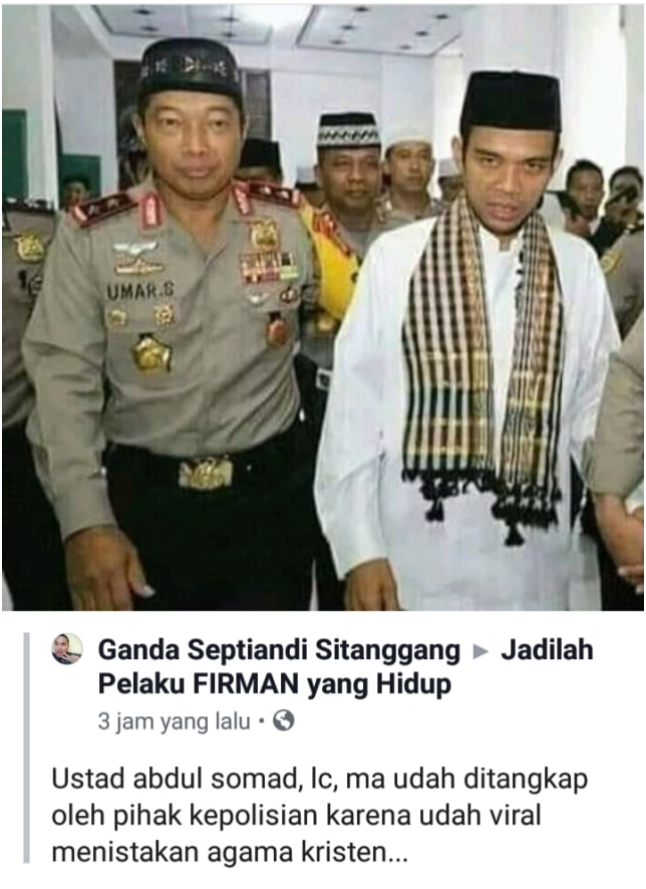 UMAR.S
Ganda Septiandi Sitanggang ▸ Jadilah
Pelaku FIRMAN yang Hidup
3 jam yang lalu •
Ustad abdul somad, lc, ma udah ditangkap
oleh pihak kepolisian karena udah viral
menistakan agama kristen...